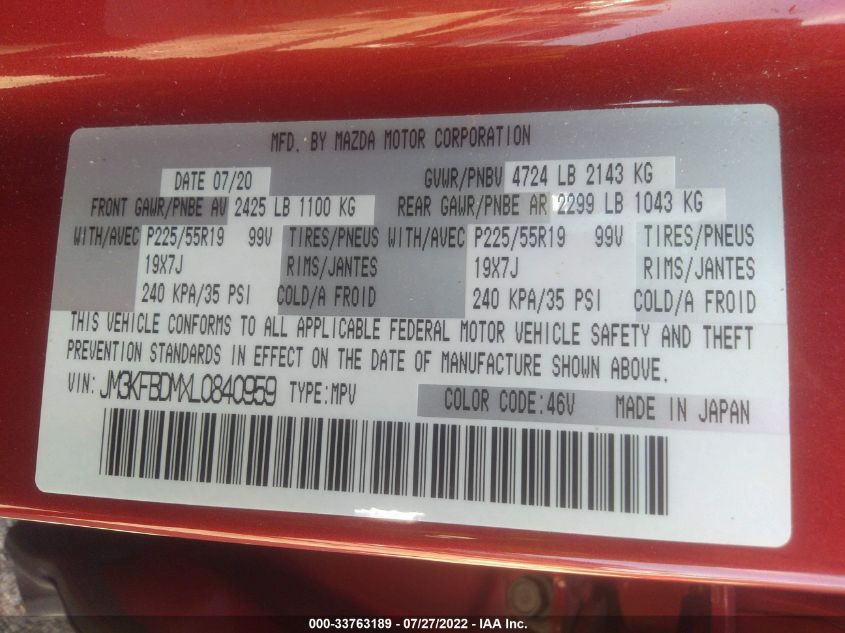 MFD. BY MAZDA MOTOR CORPORATION
DATE 07/20 GVWR/PNBV 4724 LB 2143 KG
FRONT GAWR/PNBE AV 2425 LB 1100 KG REAR GAWR/PNBE AR 2299 LB 1043 KG
WITH/AVEC P225/55R19 99V TIRES/PNEUS WITH/AVEC P225/55R19 99V TIRES/PNEUS
19X7J RIMS/JANTES 19X7J RIMS/JANTES
240 KPA/35 PSI COLD/A FROID 240 KPA/35 PSI COLD/A FROID
THIS VEHICLE CONFORMS TO ALL APPLICABLE FEDERAL MOTOR VEHICLE SAFETY AND THEFT
PREVENTION STANDARDS IN EFFECT ON THE DATE OF MANUFACTURE SHOWN ABOVE.
VIN: JM3KFBDMXL0840959 TYPE:MPV COLOR CODE:46V MADE IN JAPAN
000-33763189 - 07/27/2022 - IAA Inc.